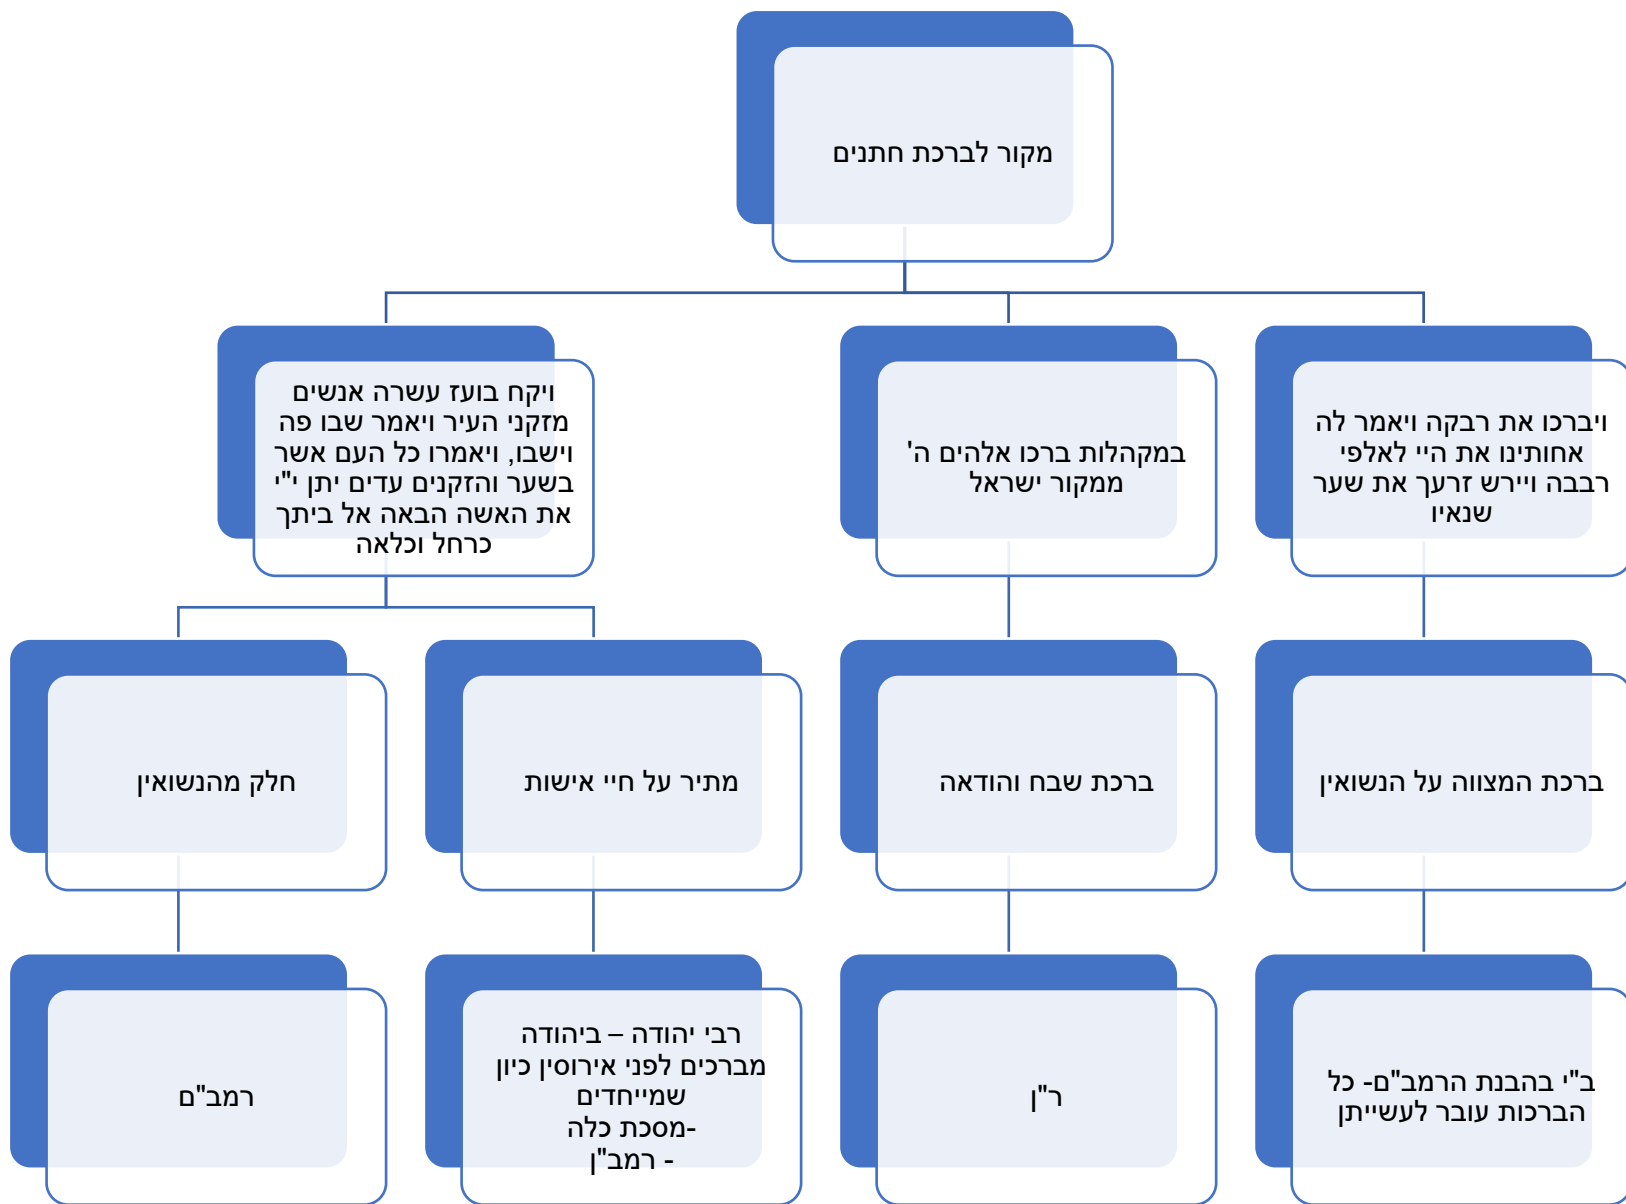 מקור לברכת חתנים
ויברכו את רבקה ויאמר לה
אחותינו את היי לאלפי
רבבה ויירש זרעך את שער
שנאיו
במקהלות ברכו אלהים ה'
ממקור ישראל
ויקח בועז עשרה אנשים
מזקני העיר ויאמר שבו פה
וישבו, ויאמרו כל העם אשר
בשער והזקנים עדים יתן י"י
את האשה הבאה אל ביתך
כרחל וכלאה
ברכת המצווה על הנשואין
ברכת שבח והודאה
מתיר על חיי אישות
חלק מהנשואין
ב"י בהבנת הרמב"ם- כל
הברכות עובר לעשייתן
ר"ן
רבי יהודה – ביהודה
מברכים לפני אירוסין כיון
שמייחדים
-מסכת כלה
- רמב"ן
רמב"ם